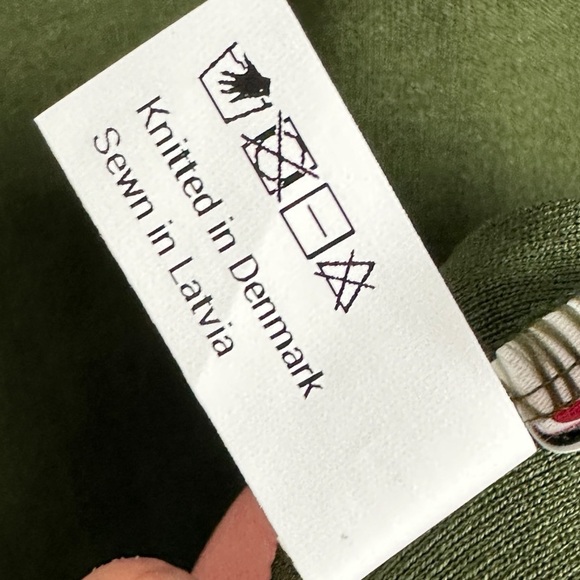 Knitted in Denmark
Sewn in Latvia